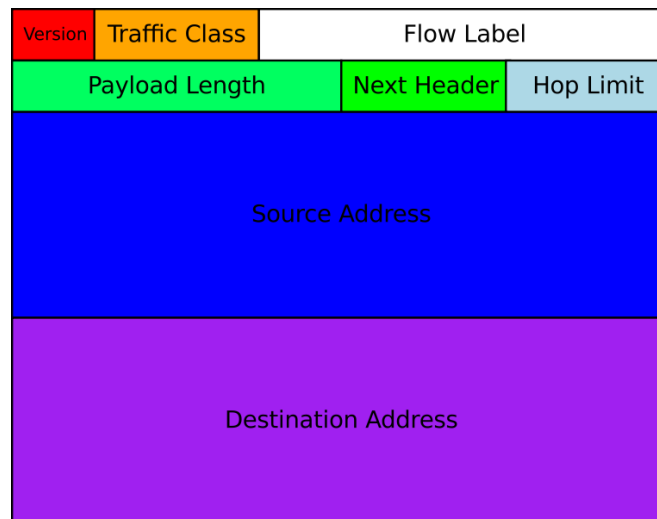 Version Traffic Class Flow Label
Payload Length Next Header Hop Limit
Source Address
Destination Address